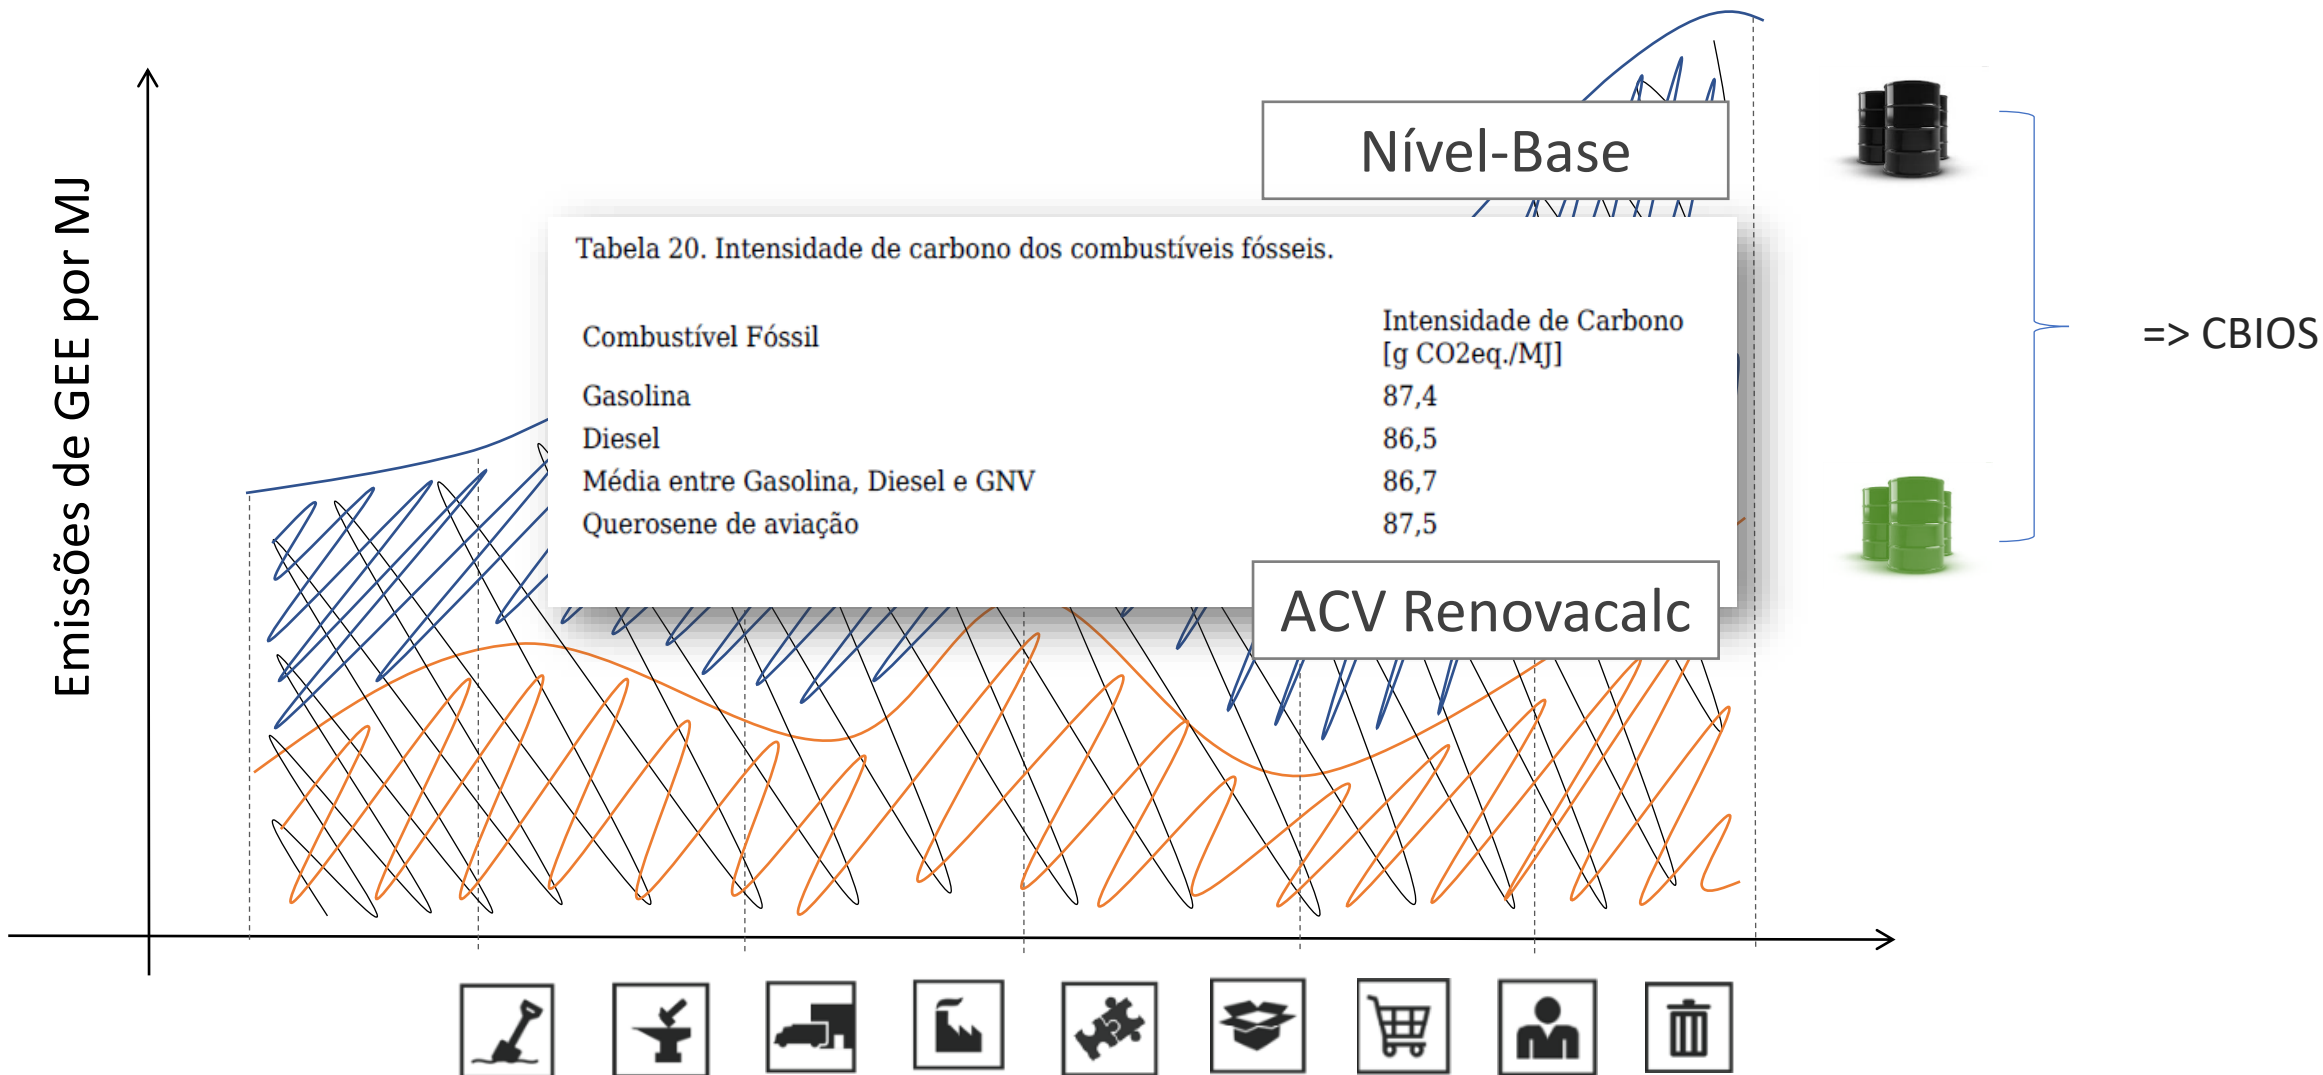 Emissões de GEE por MJ
Nível-Base
Tabela 20. Intensidade de carbono dos combustíveis fósseis.
Combustível Fóssil
Intensidade de Carbono
[g CO2eq./MJ]
Gasolina 87,4
Diesel 86,5
Média entre Gasolina, Diesel e GNV 86,7
Querosene de aviação 87,5
ACV Renovacalc
=> CBIOS